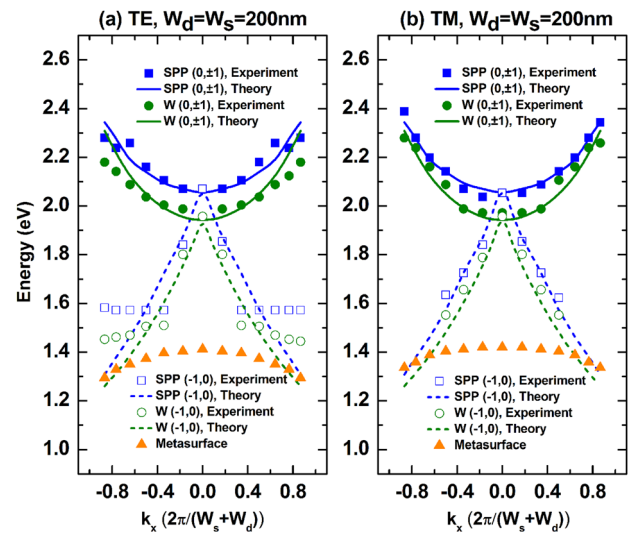 (a) TE, Wd=Ws=200nm
(b) TM, Wd=Ws=200nm
Energy (eV)
2.6
2.4
2.2
2.0
1.8
1.6
1.4
1.2
1.0
SPP (0,±1), Experiment
SPP (0,±1), Theory
W (0,±1), Experiment
W (0,±1), Theory
SPP (-1,0), Experiment
SPP (-1,0), Theory
W (-1,0), Experiment
W (-1,0), Theory
Metasurface
-0.8 -0.4 0.0 0.4 0.8
kx (2π/(Ws+Wd))
SPP (0,±1), Experiment
SPP (0,±1), Theory
W (0,±1), Experiment
W (0,±1), Theory
SPP (-1,0), Experiment
SPP (-1,0), Theory
W (-1,0), Experiment
W (-1,0), Theory
Metasurface
-0.8 -0.4 0.0 0.4 0.8
kx (2π/(Ws+Wd))